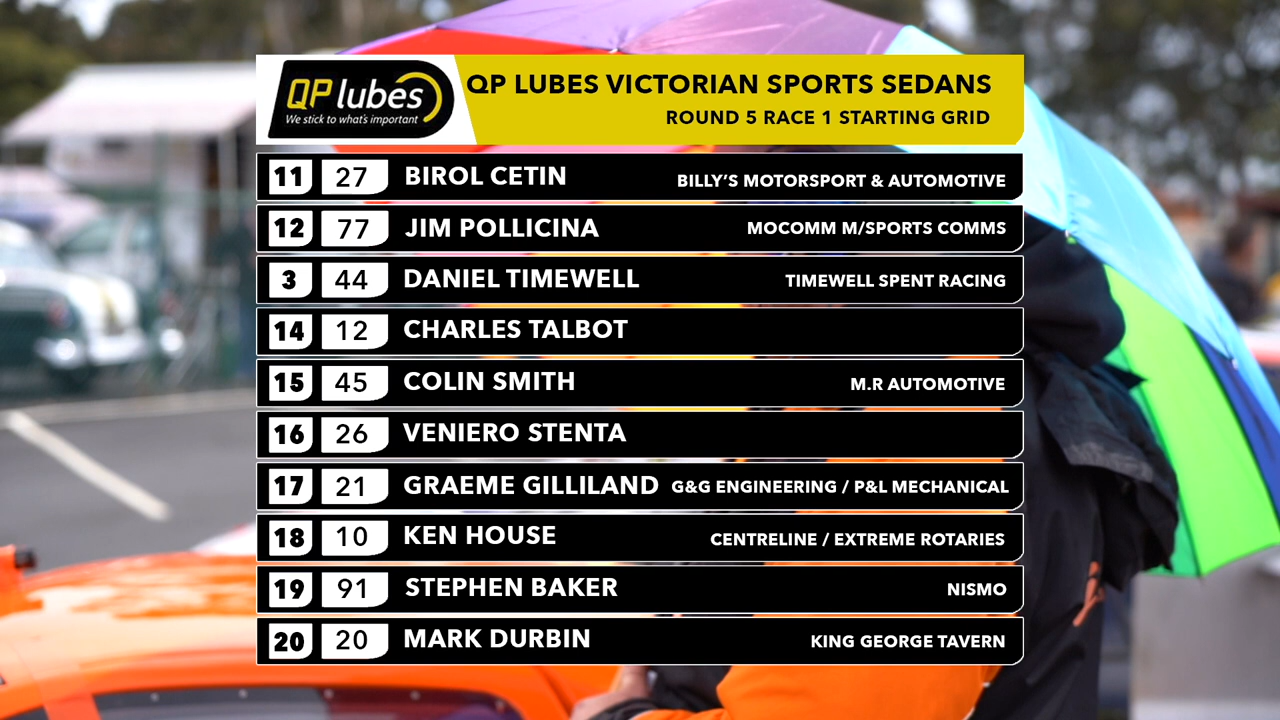 QP lubes
We stick to what's important
QP LUBES VICTORIAN SPORTS SEDANS
ROUND 5 RACE 1 STARTING GRID
11 27 BIROL CETIN BILLY'S MOTORSPORT & AUTOMOTIVE
12 77 JIM POLLICINA MOCOMM M/SPORTS COMMS
3 44 DANIEL TIMEWELL TIMEWELL SPENT RACING
14 12 CHARLES TALBOT
15 45 COLIN SMITH M.R AUTOMOTIVE
16 26 VENIERO STENTA
17 21 GRAEME GILLILAND G&G ENGINEERING / P&L MECHANICAL
18 10 KEN HOUSE CENTRELINE / EXTREME ROTARIES
19 91 STEPHEN BAKER NISMO
20 20 MARK DURBIN KING GEORGE TAVERN